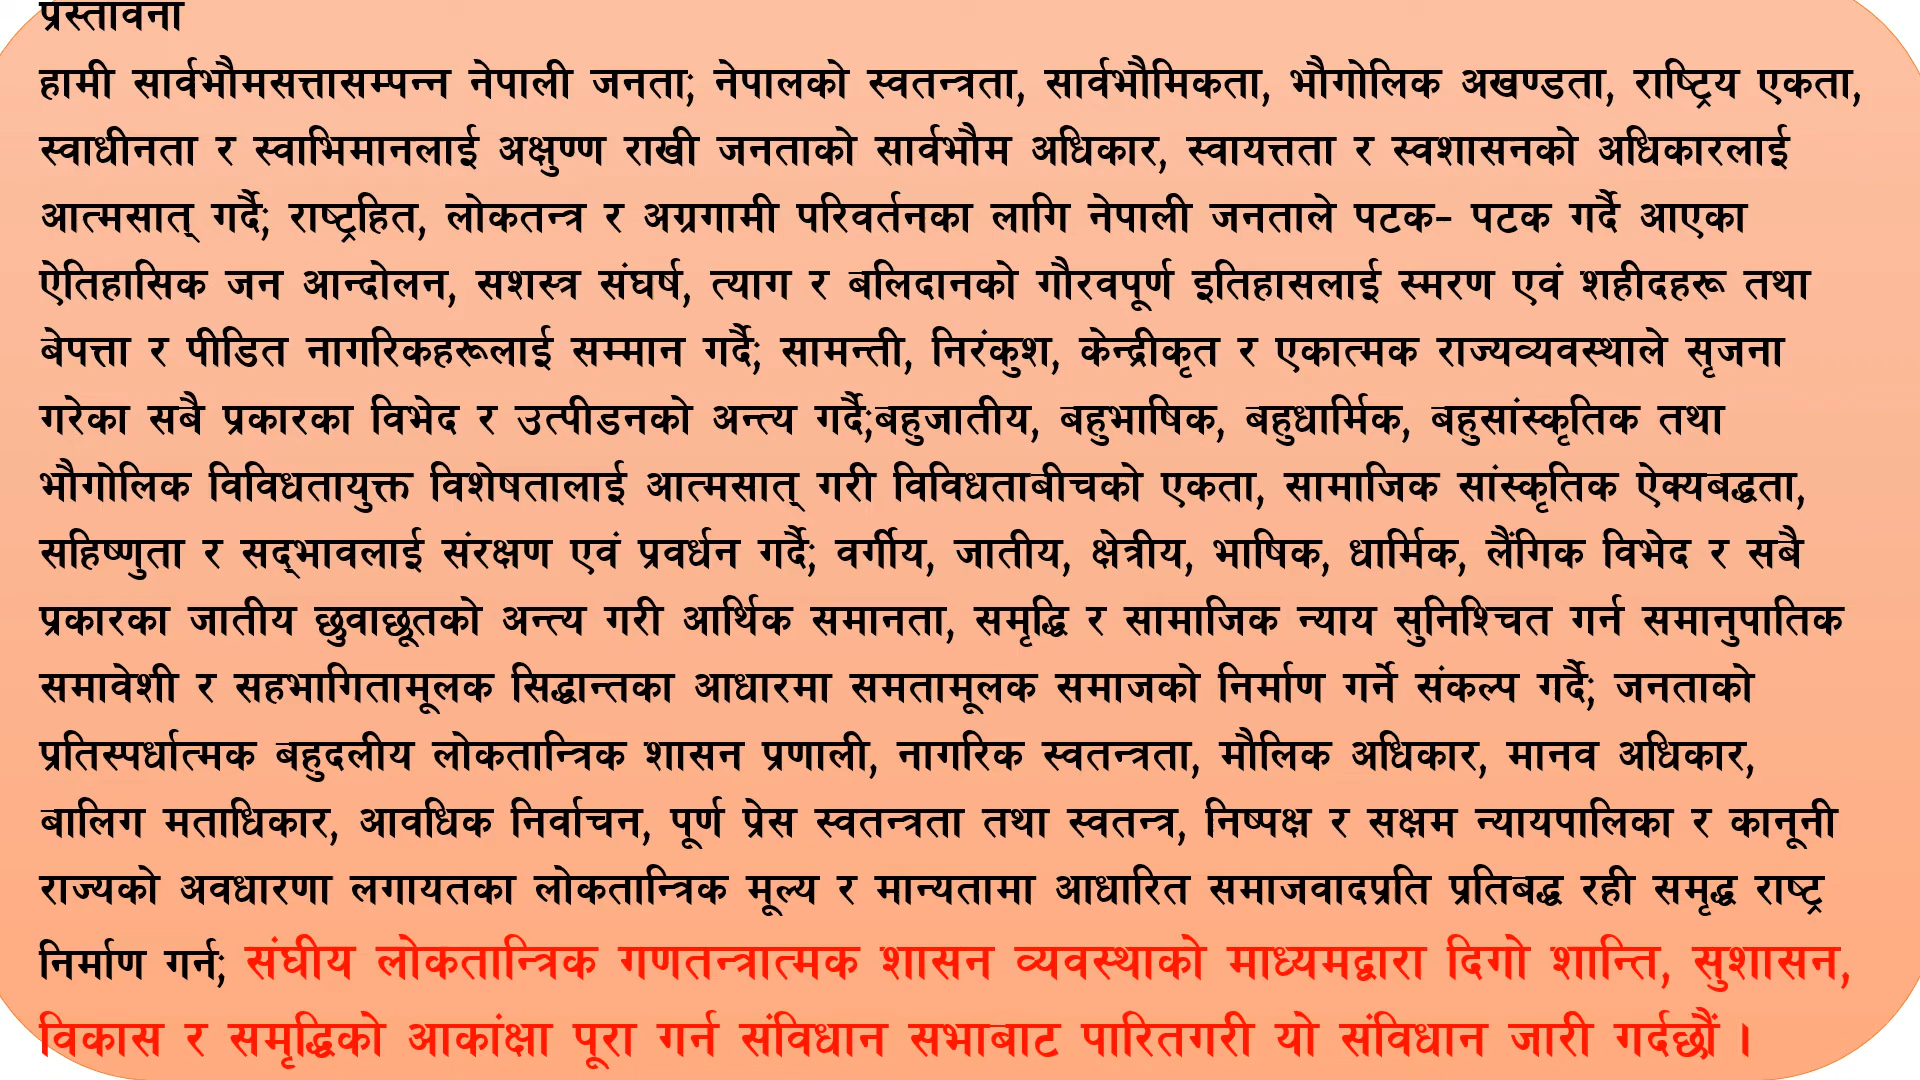 प्रस्तावना
हामी सार्वभौमसत्तासम्पन्न नेपाली जनता; नेपालको स्वतन्त्रता, सार्वभौमिकता, भौगोलिक अखण्डता, राष्ट्रिय एकता,
स्वाधीनता र स्वाभिमानलाई अक्षुण्ण राखी जनताको सार्वभौम अधिकार, स्वायत्तता र स्वशासनको अधिकारलाई
आत्मसात् गर्दै; राष्ट्रहित, लोकतन्त्र र अग्रगामी परिवर्तनका लागि नेपाली जनताले पटक- पटक गर्दै आएका
ऐतिहासिक जन आन्दोलन, सशस्त्र संघर्ष, त्याग र बलिदानको गौरवपूर्ण इतिहासलाई स्मरण एवं शहीदहरू तथा
बेपत्ता र पीडित नागरिकहरूलाई सम्मान गर्दै; सामन्ती, निरंकुश, केन्द्रीकृत र एकात्मक राज्यव्यवस्थाले सृजना
गरेका सबै प्रकारका विभेद र उत्पीडनको अन्त्य गर्दै;बहुजातीय, बहुभाषिक, बहुधार्मिक, बहुसांस्कृतिक तथा
भौगोलिक विविधतायुक्त विशेषतालाई आत्मसात् गरी विविधताबीचको एकता, सामाजिक सांस्कृतिक ऐक्यबद्धता,
सहिष्णुता र सद्‌भावलाई संरक्षण एवं प्रवर्धन गर्दै; वर्गीय, जातीय, क्षेत्रीय, भाषिक, धार्मिक, लैंगिक विभेद र सबै
प्रकारका जातीय छुवाछूतको अन्त्य गरी आर्थिक समानता, समृद्धि र सामाजिक न्याय सुनिश्चित गर्न समानुपातिक
समावेशी र सहभागितामूलक सिद्धान्तका आधारमा समतामूलक समाजको निर्माण गर्ने संकल्प गर्दै; जनताको
प्रतिस्पर्धात्मक बहुदलीय लोकतान्त्रिक शासन प्रणाली, नागरिक स्वतन्त्रता, मौलिक अधिकार, मानव अधिकार,
बालिग मताधिकार, आवधिक निर्वाचन, पूर्ण प्रेस स्वतन्त्रता तथा स्वतन्त्र, निष्पक्ष र सक्षम न्यायपालिका र कानूनी
राज्यको अवधारणा लगायतका लोकतान्त्रिक मूल्य र मान्यतामा आधारित समाजवादप्रति प्रतिबद्ध रही समृद्ध राष्ट्र
निर्माण गर्न; संघीय लोकतान्त्रिक गणतन्त्रात्मक शासन व्यवस्थाको माध्यमद्वारा दिगो शान्ति, सुशासन,
विकास र समृद्धिको आकांक्षा पूरा गर्न संविधान सभाबाट पारितगरी यो संविधान जारी गर्दछौं ।